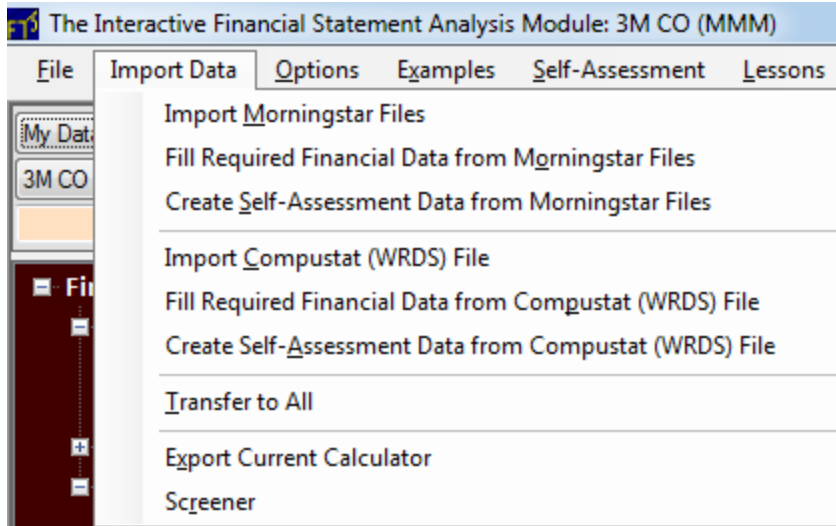 The Interactive Financial Statement Analysis Module: 3M CO (MMM)
File Import Data Options Examples Self-Assessment Lessons
My Data
3M CO
Import Morningstar Files
Fill Required Financial Data from Morningstar Files
Create Self-Assessment Data from Morningstar Files
Import Compustat (WRDS) File
Fill Required Financial Data from Compustat (WRDS) File
Create Self-Assessment Data from Compustat (WRDS) File
Transfer to All
Export Current Calculator
Screener